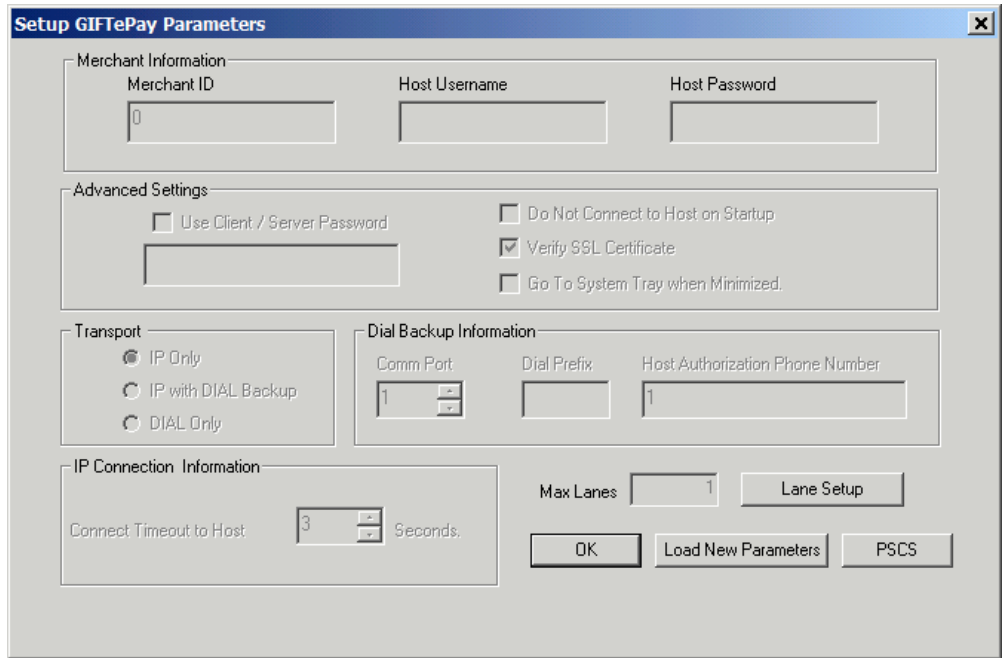 Setup GIFTePay Parameters
Merchant Information
Merchant ID
Host Username
Host Password
0
Advanced Settings
Use Client / Server Password
Do Not Connect to Host on Startup
Verify SSL Certificate
Go To System Tray when Minimized.
Transport
IP Only
IP with DIAL Backup
DIAL Only
Dial Backup Information
Comm Port
Dial Prefix
Host Authorization Phone Number
1
1
IP Connection Information
Connect Timeout to Host
3
Seconds.
Max Lanes
1
Lane Setup
OK
Load New Parameters
PSCS